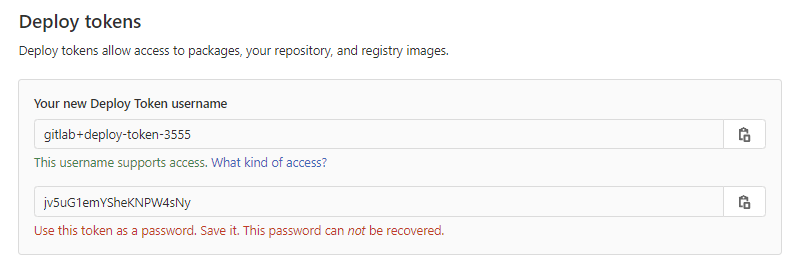 Deploy tokens
Deploy tokens allow access to packages, your repository, and registry images.
Your new Deploy Token username
gitlab+deploy-token-3555
This username supports access. What kind of access?
jv5uG1emYSheKNPW4sNy
Use this token as a password. Save it. This password can not be recovered.